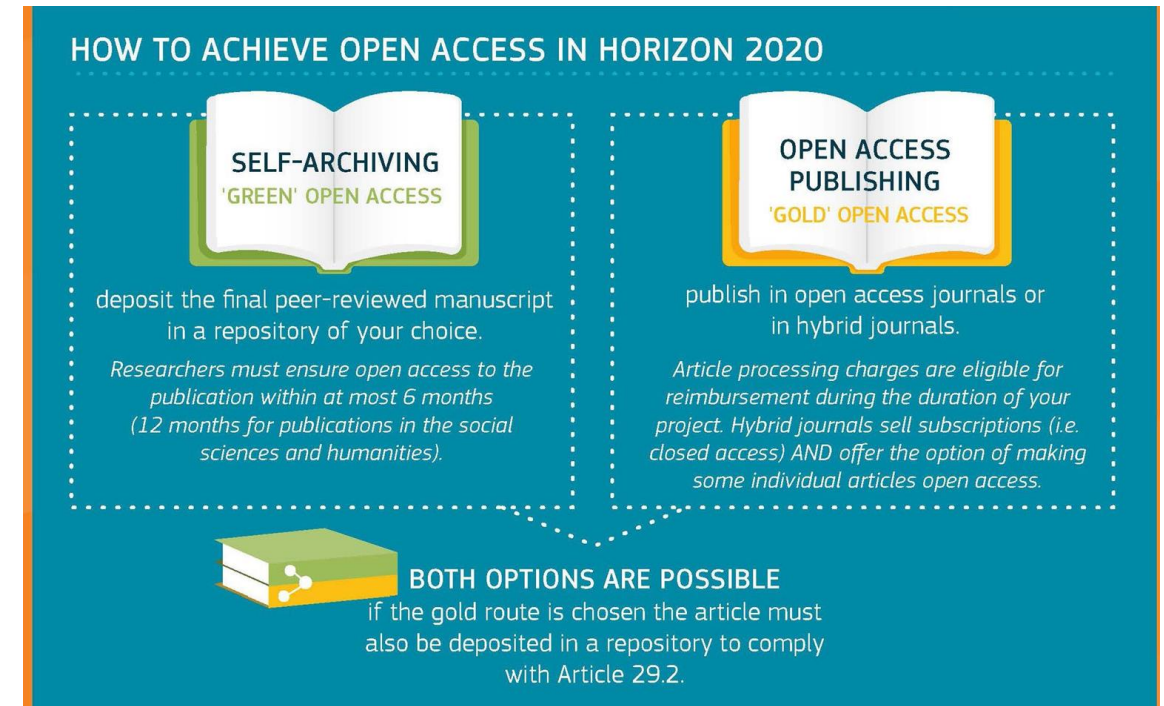 HOW TO ACHIEVE OPEN ACCESS IN HORIZON 2020
SELF-ARCHIVING
'GREEN' OPEN ACCESS
deposit the final peer-reviewed manuscript
in a repository of your choice.
Researchers must ensure open access to the
publication within at most 6 months
(12 months for publications in the social
sciences and humanities).
OPEN ACCESS
PUBLISHING
'GOLD' OPEN ACCESS
publish in open access journals or
in hybrid journals.
Article processing charges are eligible for
reimbursement during the duration of your
project. Hybrid journals sell subscriptions (i.e.
closed access) AND offer the option of making
some individual articles open access.
BOTH OPTIONS ARE POSSIBLE
if the gold route is chosen the article must
also be deposited in a repository to comply
with Article 29.2.